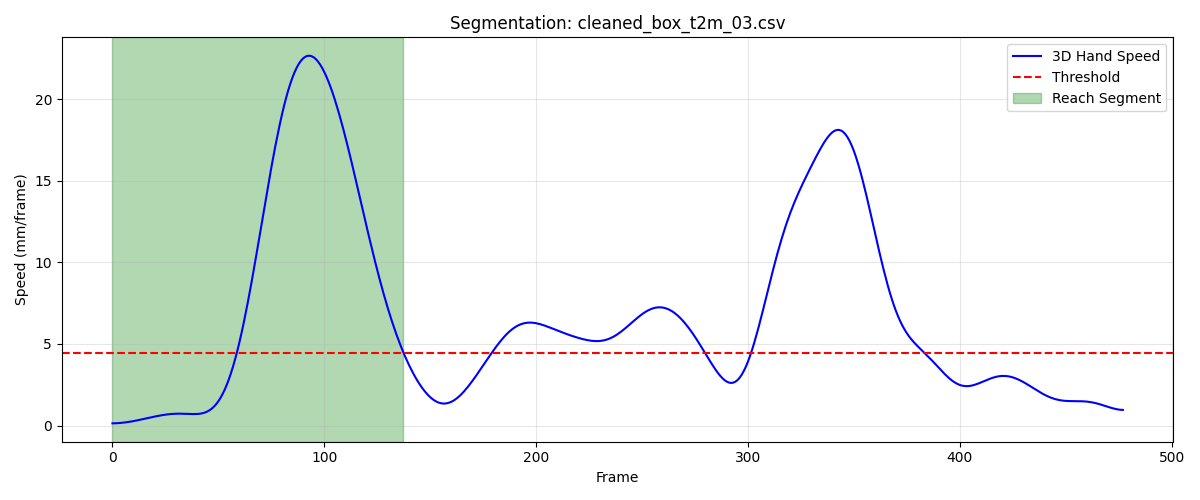 Segmentation: cleaned_box_t2m_03.csv
3D Hand Speed
Threshold
Reach Segment
Speed (mm/frame)
20
15
10
5
0
0 100 200 300 400 500
Frame